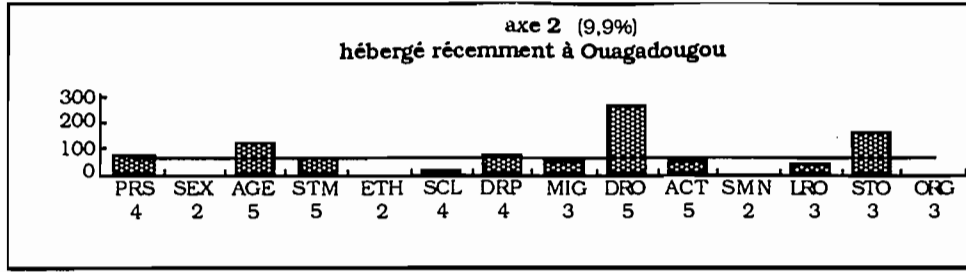 axe 2 (9,9%)
hébergé récemment à Ouagadougou
300
200
100
0
PRS SEX AGE STM ETH SCL DRP MIG DRO ACT SMN LRO STO ORG
4 2 5 5 2 4 4 3 5 5 2 3 3 3